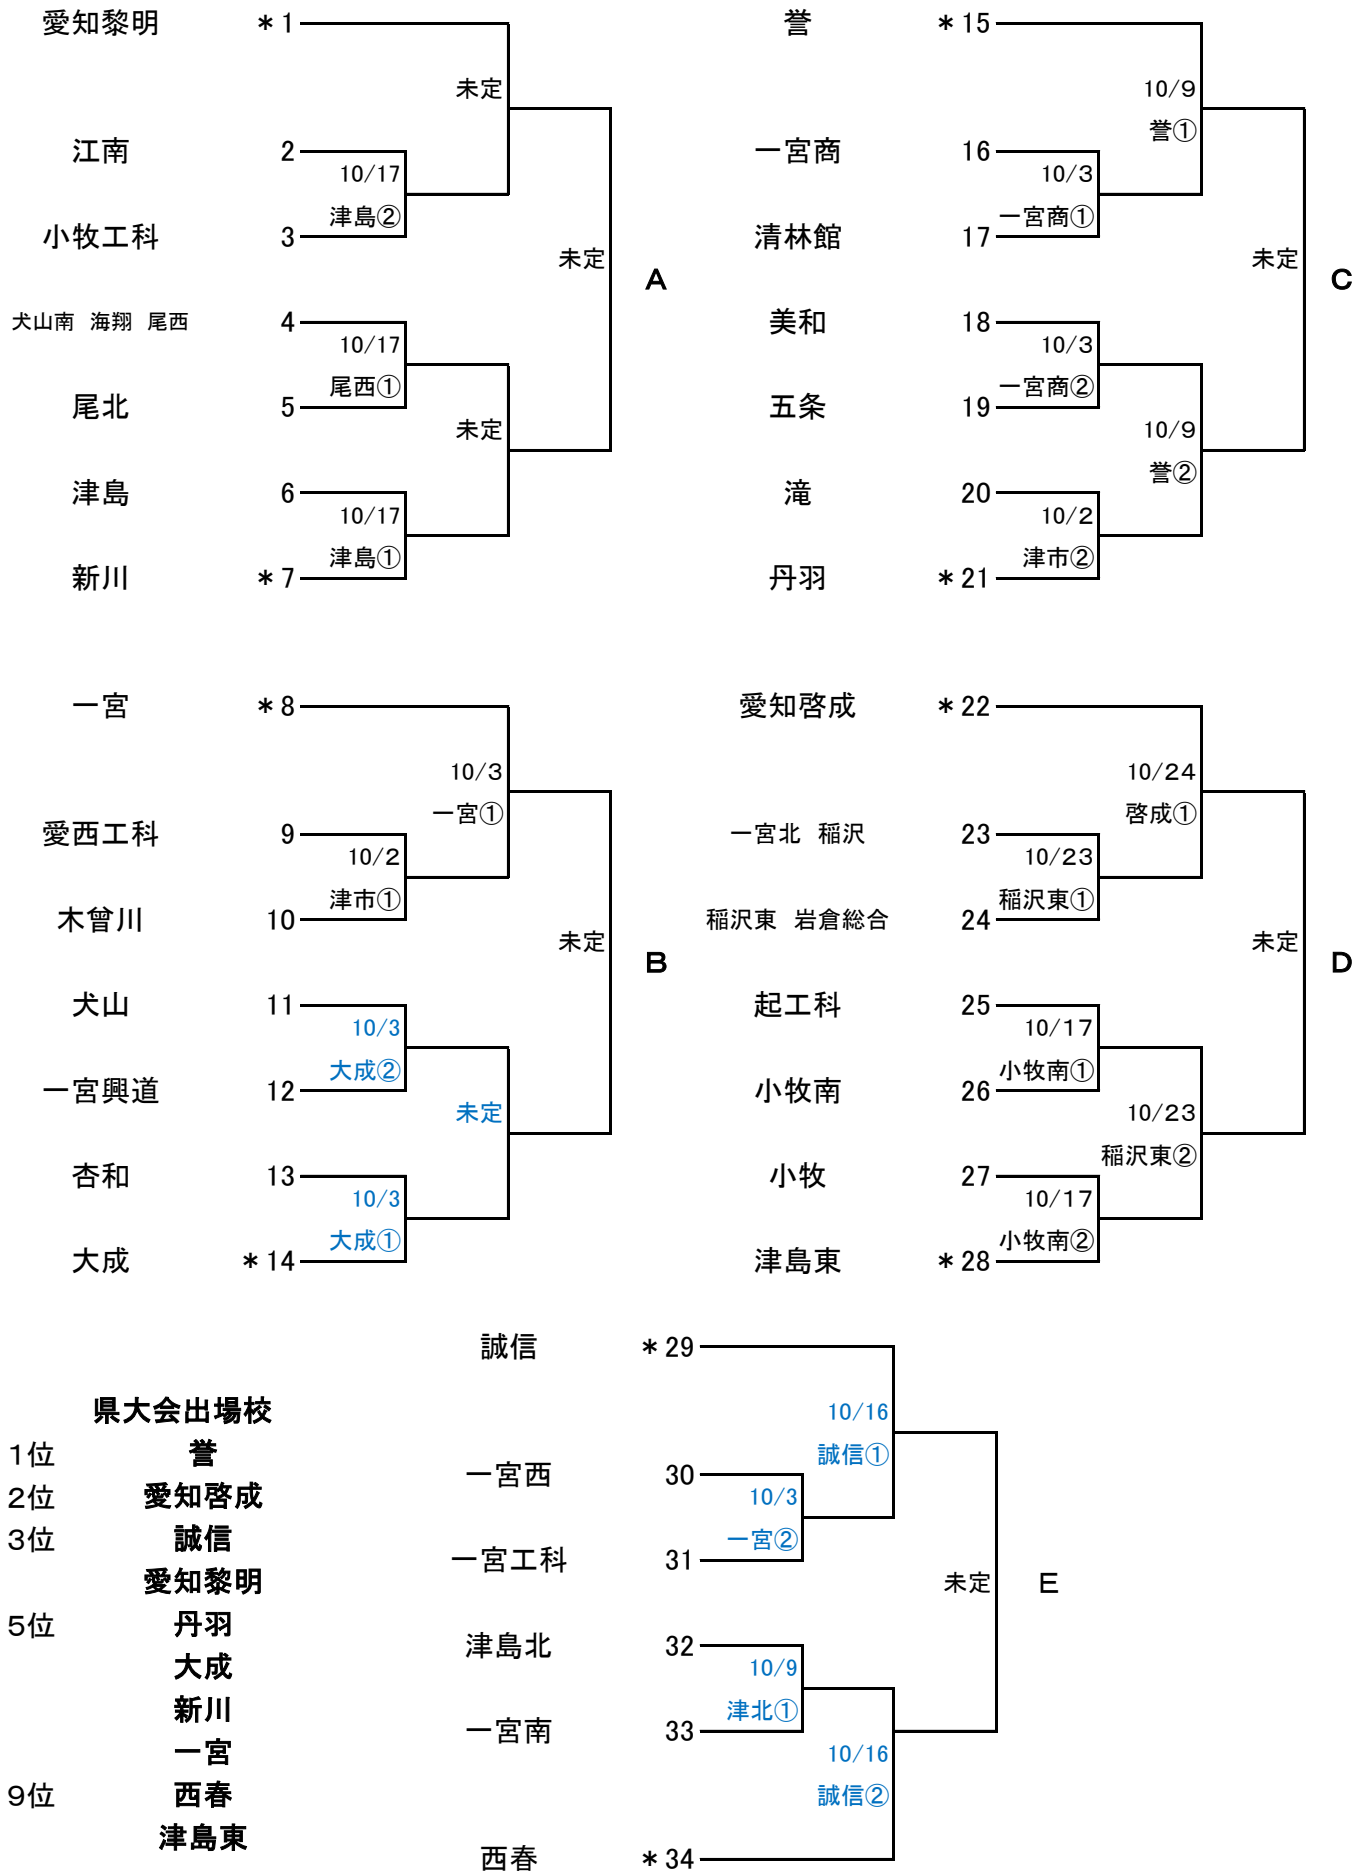 愛知黎明 ＊1
未定
江南 2
10/17
津島②
小牧工科 3
未定
A
犬山南 海翔 尾西 4
10/17
尾西①
尾北 5
未定
津島 6
10/17
津島①
新川 ＊7
誉 ＊15
10/9
誉①
一宮商 16
10/3
一宮商①
清林館 17
未定
C
美和 18
10/3
一宮商②
五条 19
10/9
誉②
滝 20
10/2
津市②
丹羽 ＊21
一宮 ＊8
10/3
一宮①
愛西工科 9
10/2
津市①
木曾川 10
未定
B
犬山 11
10/3
大成②
一宮興道 12
未定
杏和 13
10/3
大成①
大成 ＊14
愛知啓成 ＊22
10/24
啓成①
一宮北 稲沢 23
10/23
稲沢東①
稲沢東 岩倉総合 24
未定
D
起工科 25
10/17
小牧南①
小牧南 26
10/23
稲沢東②
小牧 27
10/17
小牧南②
津島東 ＊28
県大会出場校
1位 誉
2位 愛知啓成
3位 誠信
愛知黎明
5位 丹羽
大成
新川
一宮
9位 西春
津島東
誠信 ＊29
10/16
誠信①
一宮西 30
10/3
一宮②
一宮工科 31
未定
E
津島北 32
10/9
津北①
一宮南 33
10/16
誠信②
西春 ＊34